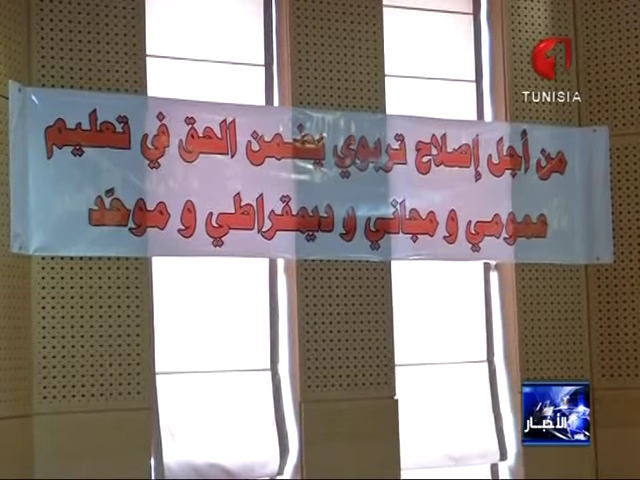 TUNISIA
من أجل إصلاح تربوي يضمن الحق في تعليم
عمومي و مجاني و ديمقراطي و موحّد
الأخبار